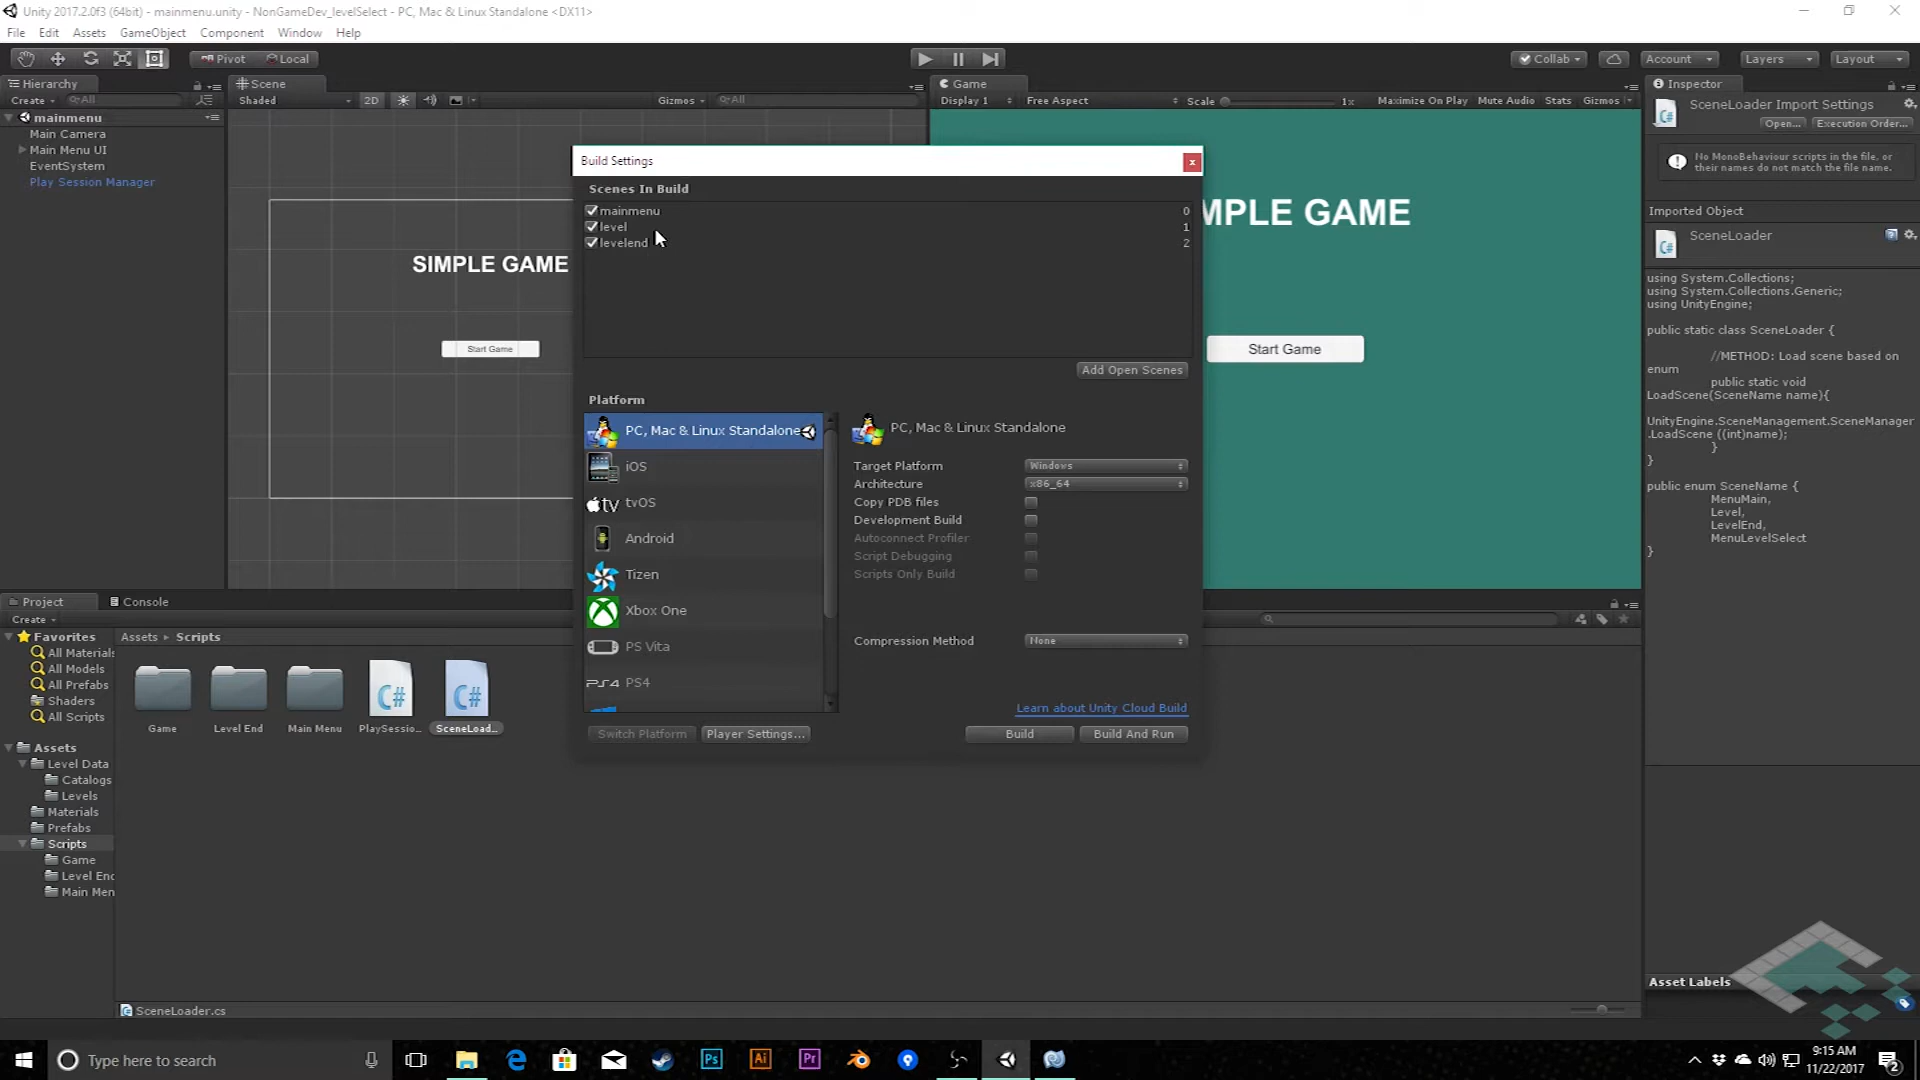 Unity 2017.2.0f3 (64bit) - mainmenu.unity - NonGameDev_levelSelect - PC, Mac & Linux Standalone <DX11>
File Edit Assets GameObject Component Window Help
Pivot Local Collab Account Layers Layout
Hierarchy Scene Game Inspector
Create All Shaded 2D Gizmos All Display 1 Free Aspect Scale 1x Maximize On Play Mute Audio Stats Gizmos
SceneLoader Import Settings
Open... Execution Order...
mainmenu
Main Camera
Main Menu UI
EventSystem
Play Session Manager
No MonoBehaviour scripts in the file, or
their names do not match the file name.
Imported Object
SceneLoader
using System.Collections;
using System.Collections.Generic;
using UnityEngine;
public static class SceneLoader {
//METHOD: Load scene based on
enum
public static void
LoadScene(SceneName name){
UnityEngine.SceneManagement.SceneManager
.LoadScene ((int)name);
}
}
public enum SceneName {
MenuMain,
Level,
LevelEnd,
MenuLevelSelect
}
SIMPLE GAME
Start Game
MPLE GAME
Start Game
Build Settings
x
Scenes In Build
mainmenu 0
level 1
levelend 2
Add Open Scenes
Platform
PC, Mac & Linux Standalone
iOS
tv tvOS
Android
Tizen
Xbox One
PS Vita
PS4 PS4
PC, Mac & Linux Standalone
Target Platform Windows
Architecture x86_64
Copy PDB files
Development Build
Autoconnect Profiler
Script Debugging
Scripts Only Build
Compression Method None
Learn about Unity Cloud Build
Switch Platform Player Settings... Build Build And Run
Project Console
Create
Favorites
All Materials
All Models
All Prefabs
Shaders
All Scripts
Assets
Level Data
Catalogs
Levels
Materials
Prefabs
Scripts
Game
Level Enc
Main Men
Assets Scripts
C# C#
Game Level End Main Menu PlaySessio... SceneLoad...
SceneLoader.cs
Asset Labels
Type here to search
Ps Ai Pr
9:15 AM
11/22/2017
2